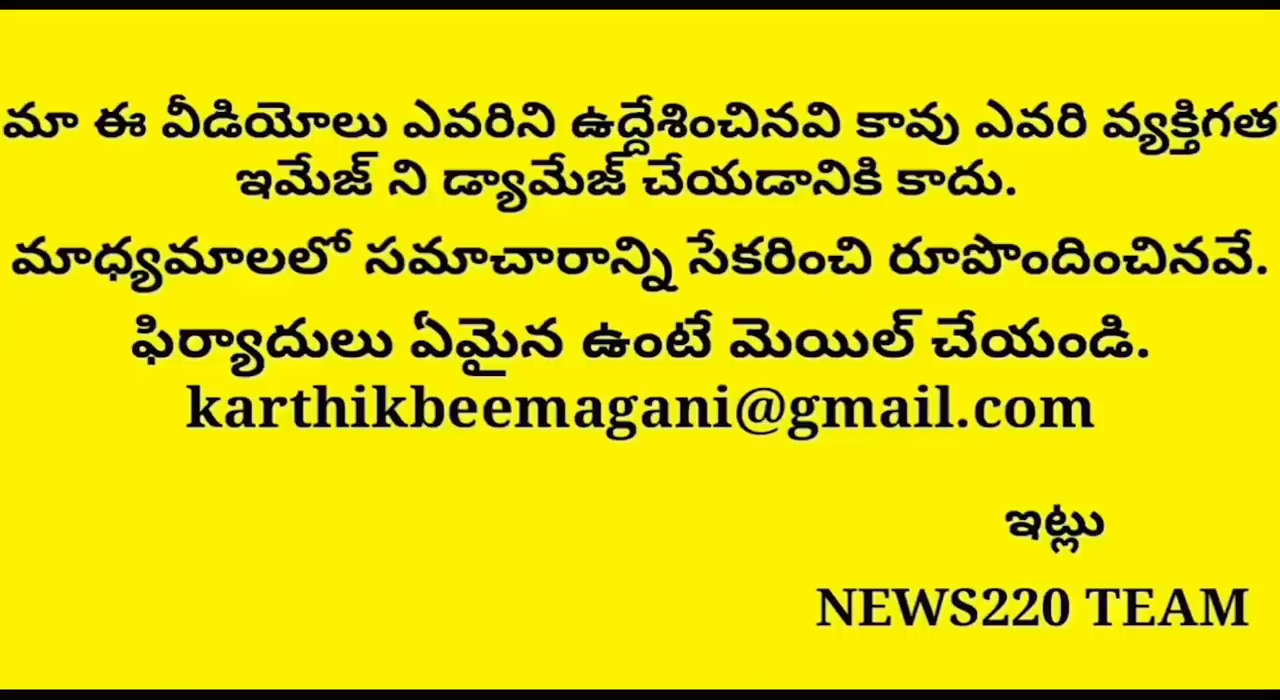 మా ఈ వీడియోలు ఎవరిని ఉద్దేశించినవి కావు ఎవరి వ్యక్తిగత
ఇమేజ్ ని డ్యామేజ్ చేయడానికి కాదు.
మాధ్యమాలలో సమాచారాన్ని సేకరించి రూపొందించినవే.
ఫిర్యాదులు ఏమైన ఉంటే మెయిల్ చేయండి.
karthikbeemagani@gmail.com
ఇట్లు
NEWS220 TEAM